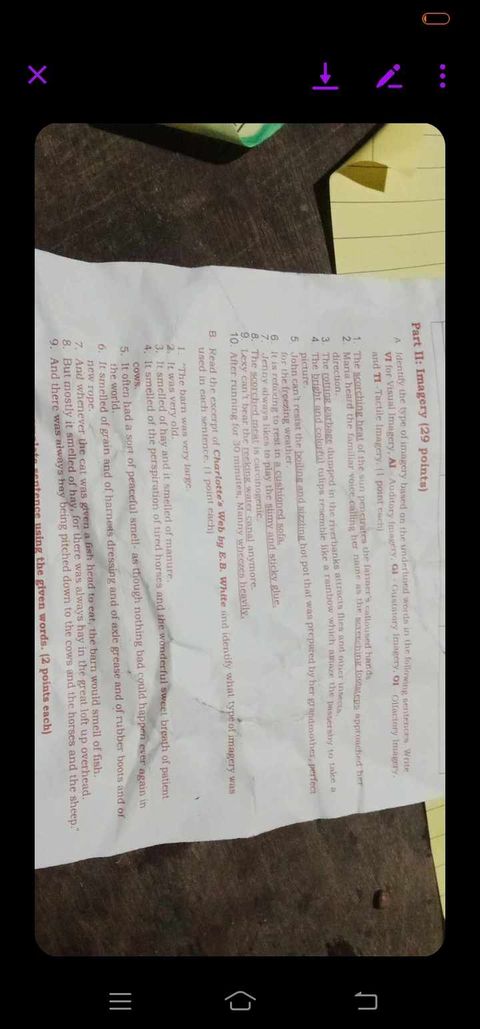 Part II: Imagery (29 points)
A Identify the type of imagery based on the underlined words in the following sentences. Write
VI for Visual Imagery, AI - Auditory Imagery, GI - Gustatory Imagery, OI - Olfactory Imagery,
and TI - Tactile Imagery. (1 point each)
1. The scorching heat of the sun penetrates the farmer's calloused hands.
2. Maria heard the familiar voice calling her name as the screeching footsteps approached her
direction.
3. The rotting garbage dumped in the riverbanks attracts flies and other insects.
4 The bright and colorful tulips resemble like a rainbow which amaze the passersby to take a
picture.
5 Johan can't resist the boiling and sizzling hot pot that was prepared by her grandmother, perfect
for the freezing weather.
6 It is relaxing to rest in a cushioned sofa.
7. Jenny always likes to play the slimy and sticky glue.
8. The smoked meat is carcinogenic.
9. Lexy can't bear the reeking water canal anymore.
10. After running for 30 minutes, Manny wheezes heavily.
B. Read the excerpt of Charlotte's Web by E.B. White and identify what type of imagery was
used in each sentence. (1 point each)
1 "The barn was very large.
2. It was very old.
3. It smelled of hay and it smelled of manure.
4. It smelled of the perspiration of tired horses and the wonderful sweet breath of patient
cows.
5. It often had a sort of peaceful smell- as though nothing bad could happen ever again in
the world.
6. It smelled of grain and of harness dressing and of axle grease and of rubber boots and of
new rope.
7. And whenever the cat was given a fish head to eat, the barn would smell of fish.
8. But mostly it smelled of hay, for there was always hay in the great loft up overhead.
9. And there was always hay being pitched down to the cows and the horses and the sheep."
sentence using the given words. (2 points each)